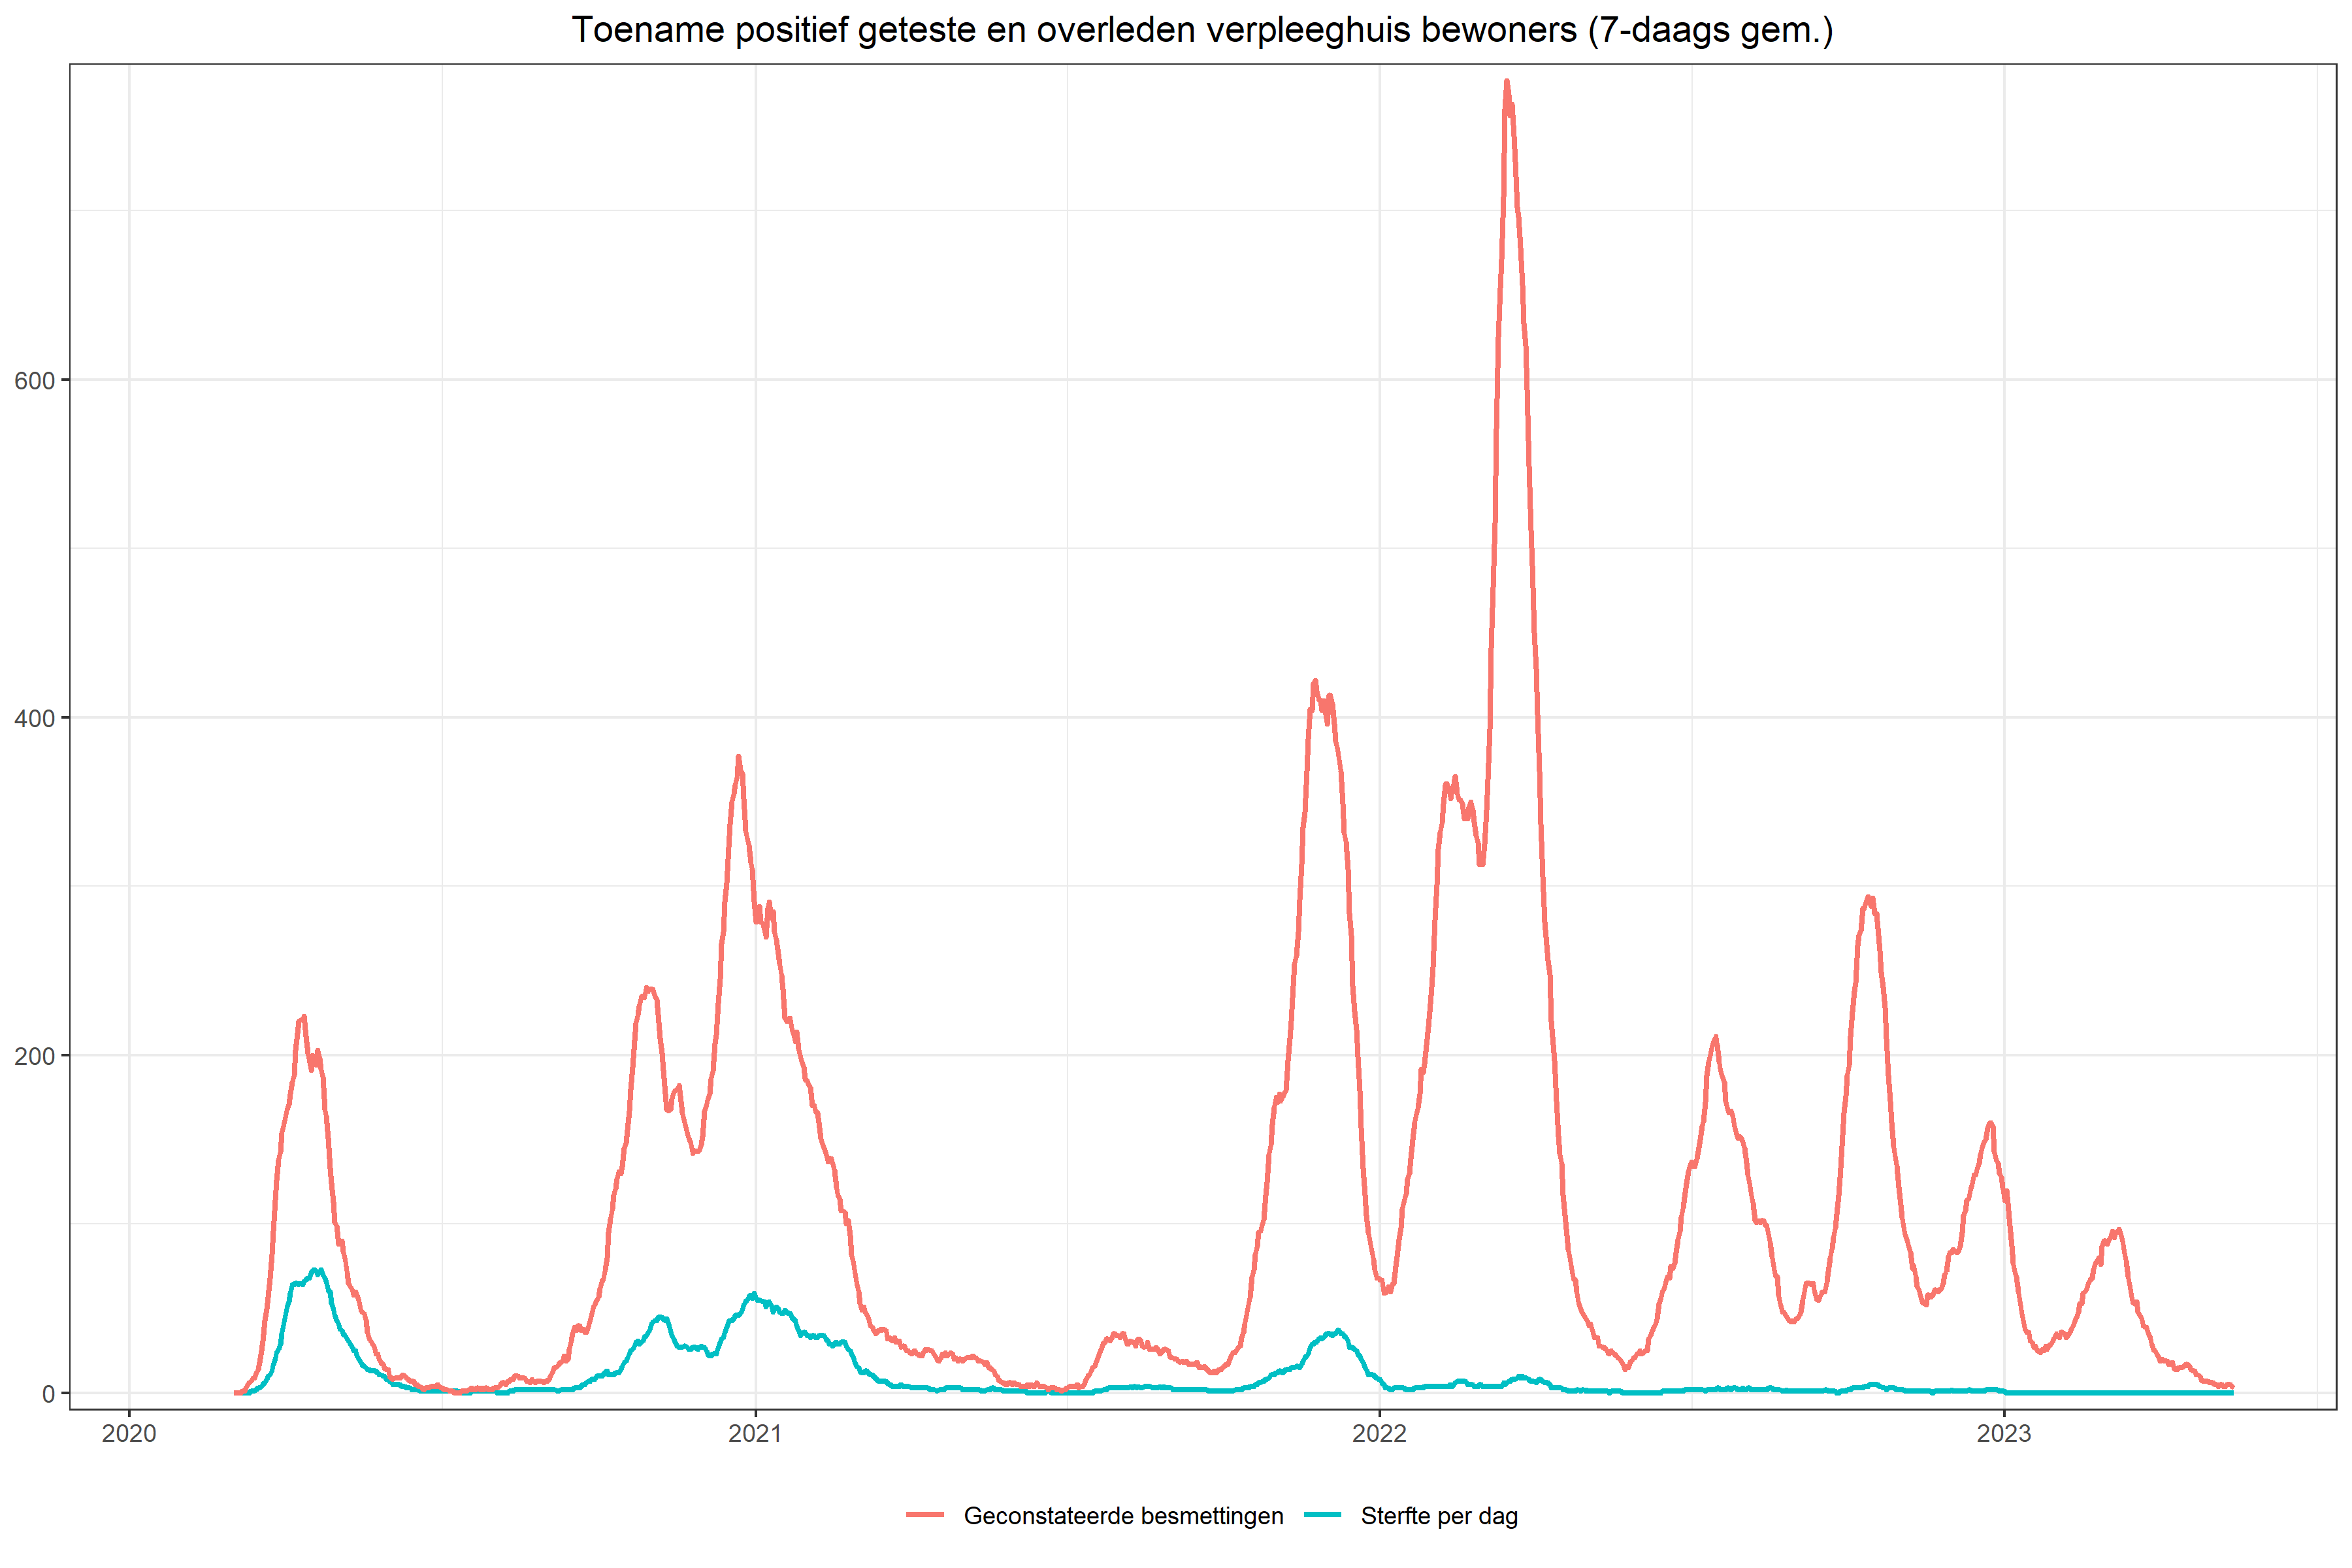 Toename positief geteste en overleden verpleeghuis bewoners (7-daags gem.)
600
400
200
0
2020 2021 2022 2023
Geconstateerde besmettingen Sterfte per dag